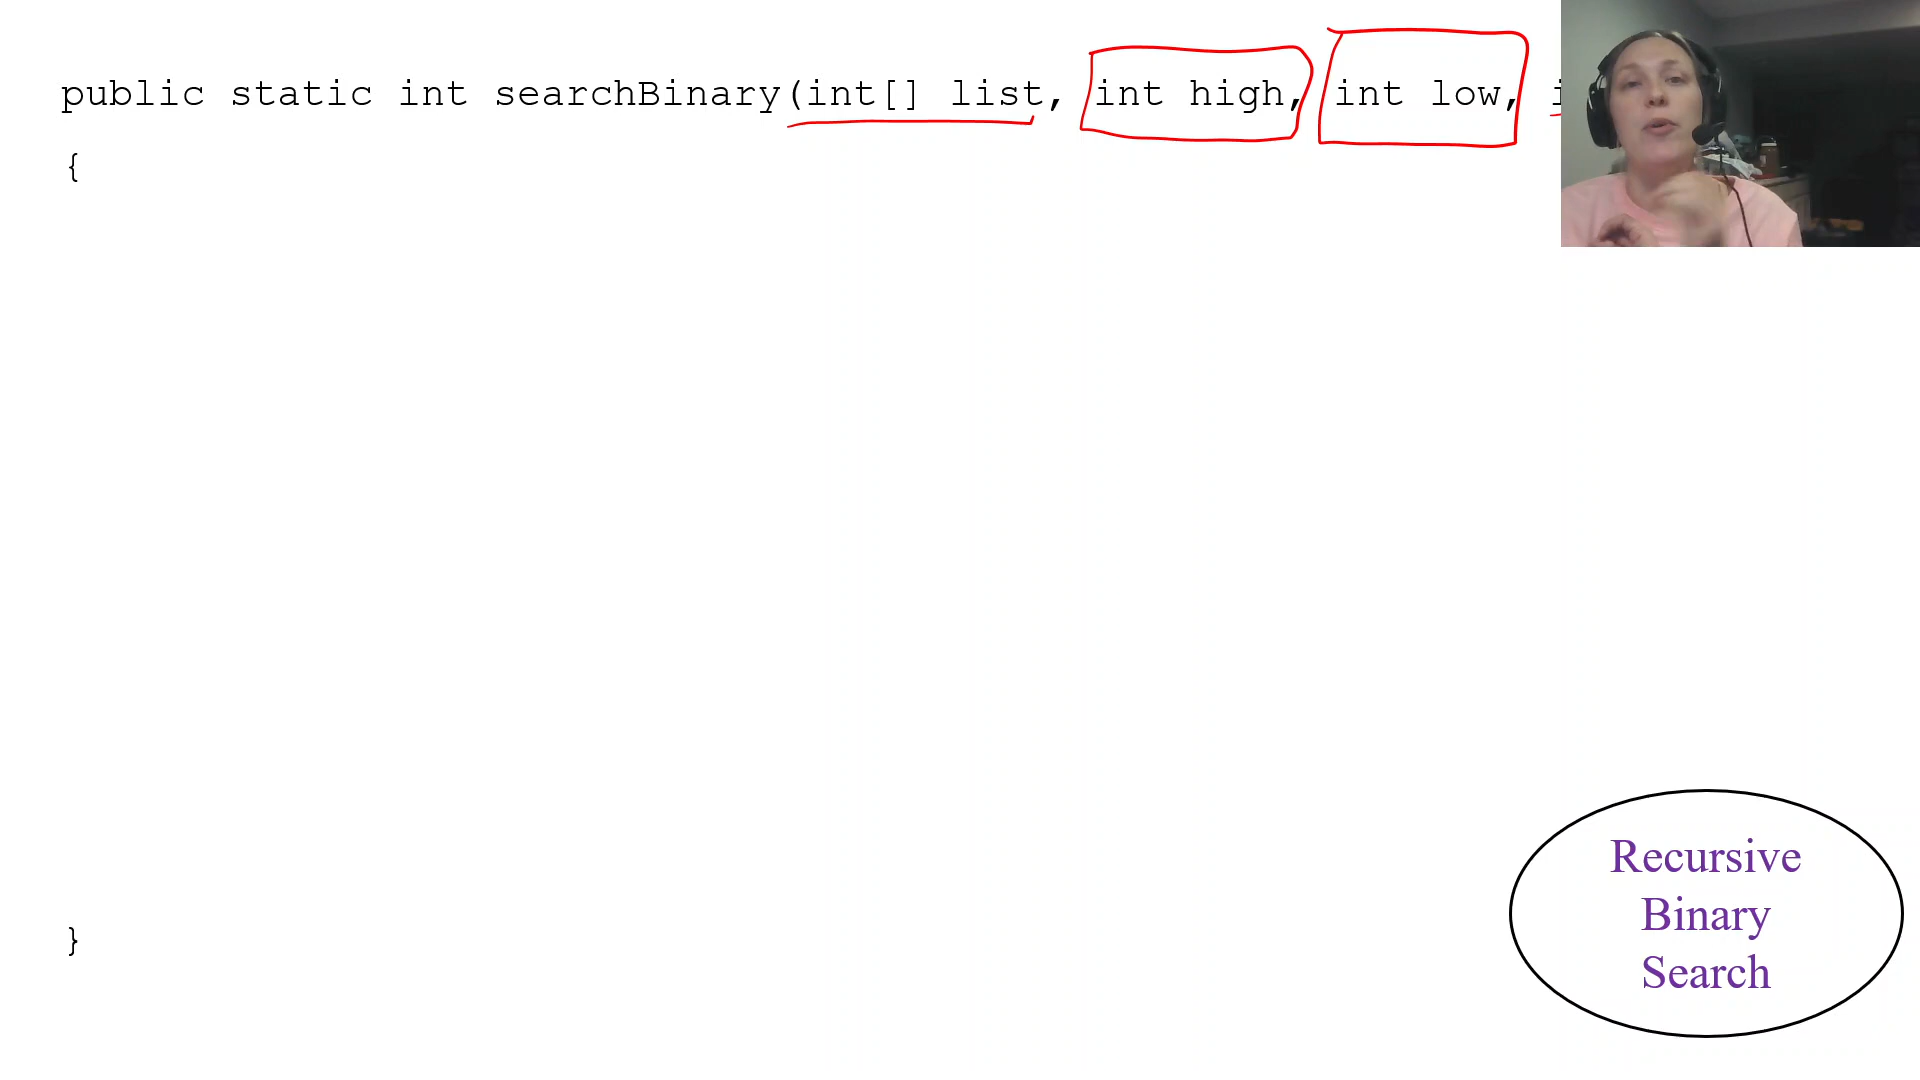 public static int searchBinary(int[] list, int high, int low,
{
}
Recursive
Binary
Search